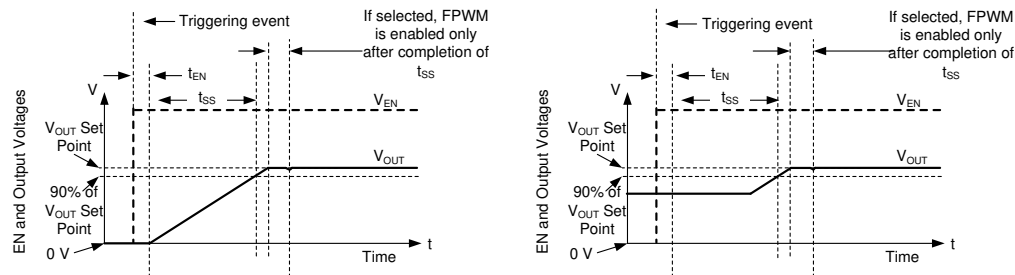 Triggering event
If selected, FPWM
is enabled only
after completion of
tSS
tEN
V
tSS
VEN
EN and Output Voltages
VOUT Set
Point
VOUT
90% of
VOUT Set
Point
0 V
t
Time
Triggering event
If selected, FPWM
is enabled only
after completion of
tSS
tEN
V
tSS
VEN
EN and Output Voltages
VOUT Set
Point
VOUT
90% of
VOUT Set
Point
0 V
t
Time